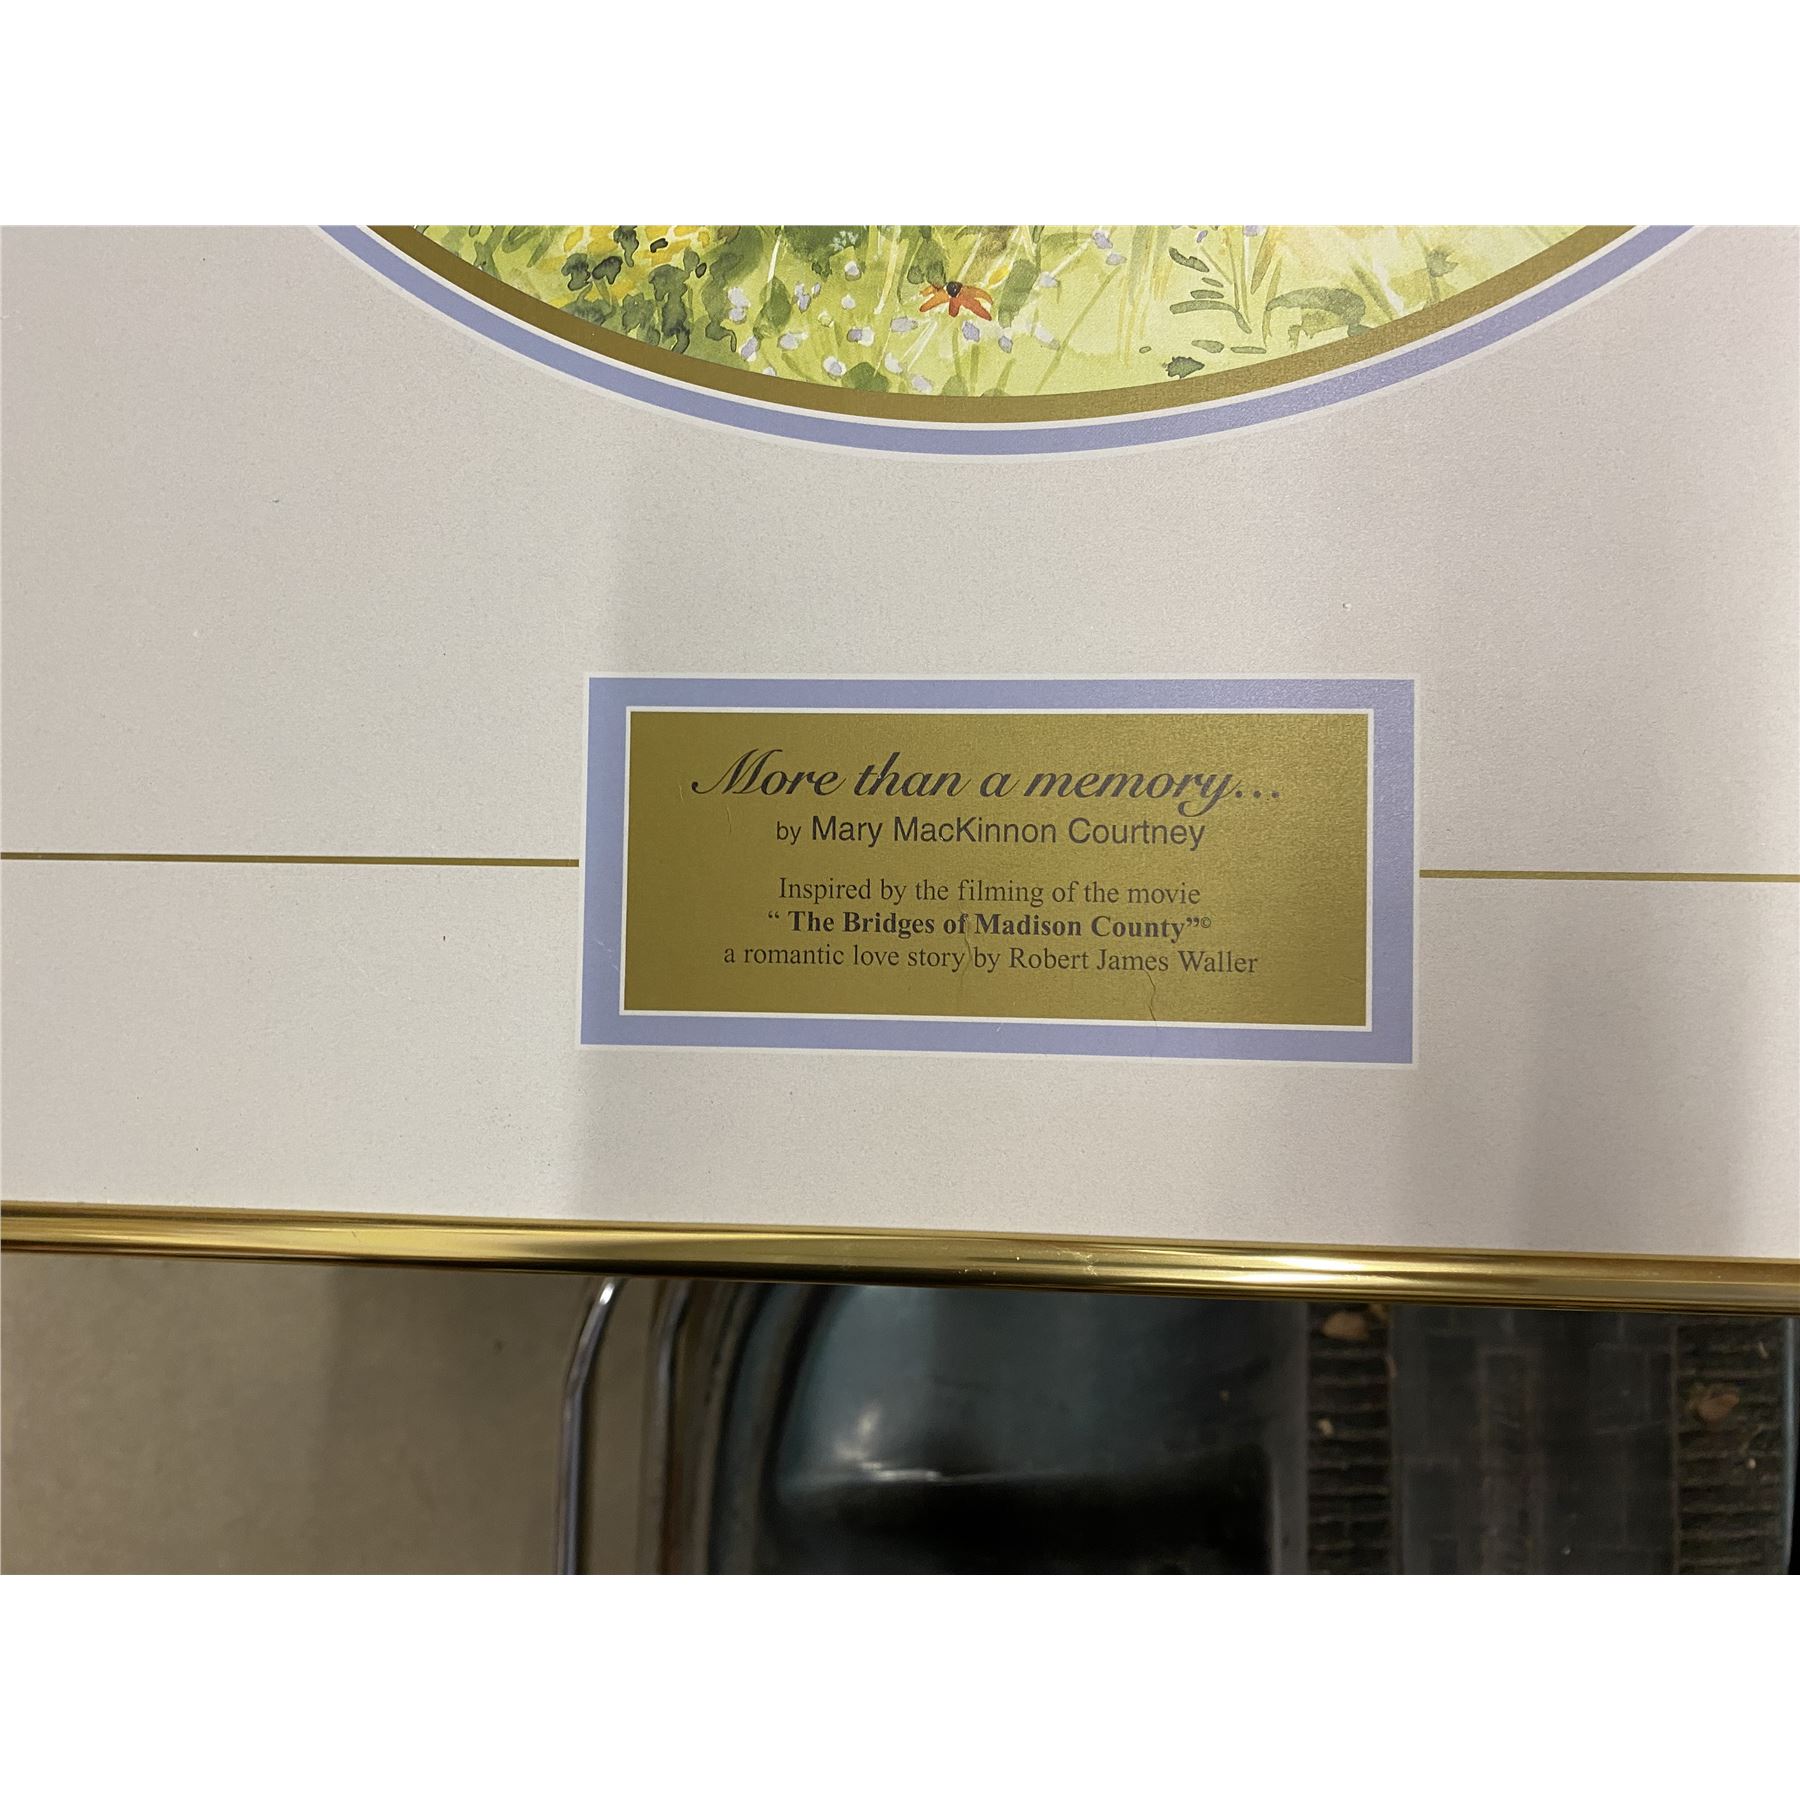 More than a memory...
by Mary MacKinnon Courtney
Inspired by the filming of the movie
“ The Bridges of Madison County”©
a romantic love story by Robert James Waller